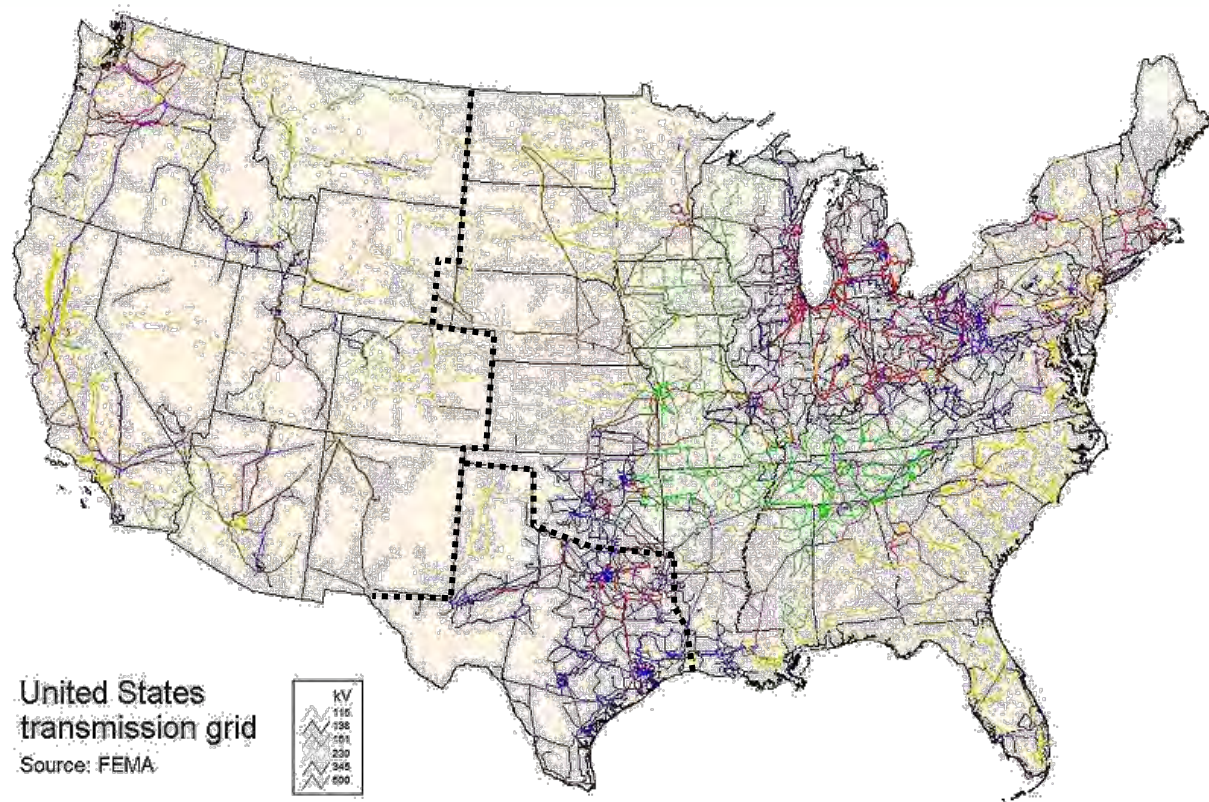 United States
transmission grid
Source: FEMA
kV
115
138
161
230
345
500